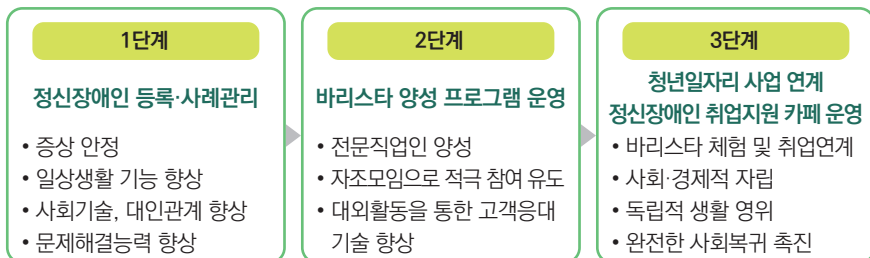 1단계
정신장애인 등록·사례관리
• 증상 안정
• 일상생활 기능 향상
• 사회기술, 대인관계 향상
• 문제해결능력 향상
2단계
바리스타 양성 프로그램 운영
• 전문직업인 양성
• 자조모임으로 적극 참여 유도
• 대외활동을 통한 고객응대
기술 향상
3단계
청년일자리 사업 연계
정신장애인 취업지원 카페 운영
• 바리스타 체험 및 취업연계
• 사회·경제적 자립
• 독립적 생활 영위
• 완전한 사회복귀 촉진